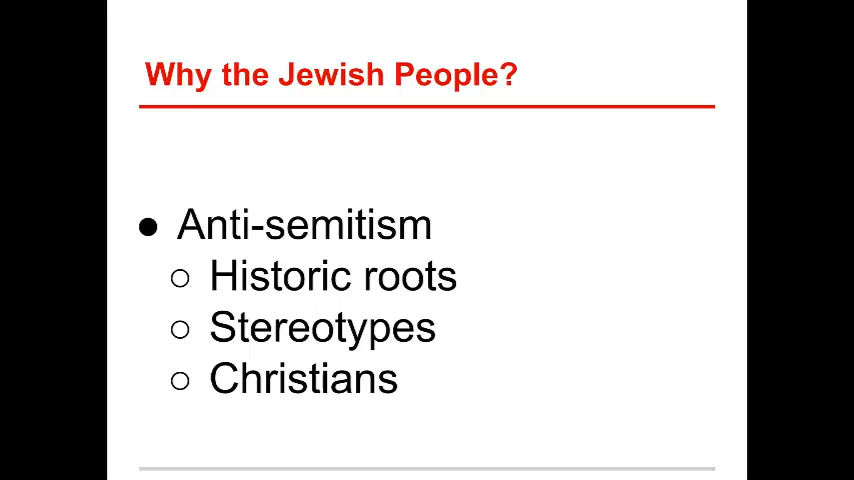 Why the Jewish People?
● Anti-semitism
○ Historic roots
○ Stereotypes
○ Christians